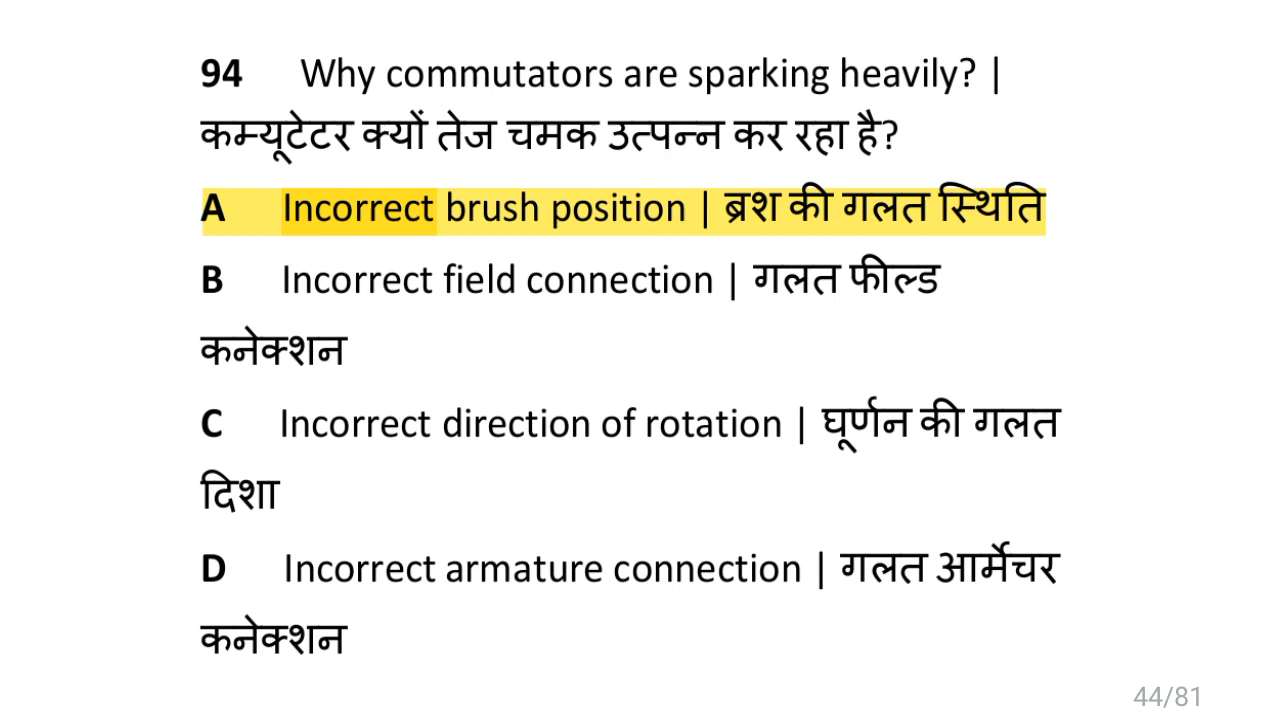 94 Why commutators are sparking heavily? |
कम्यूटेटर क्यों तेज चमक उत्पन्न कर रहा है?
A Incorrect brush position | ब्रश की गलत स्थिति
B Incorrect field connection | गलत फील्ड
कनेक्शन
C Incorrect direction of rotation | घूर्णन की गलत
दिशा
D Incorrect armature connection | गलत आर्मेचर
कनेक्शन
44/81